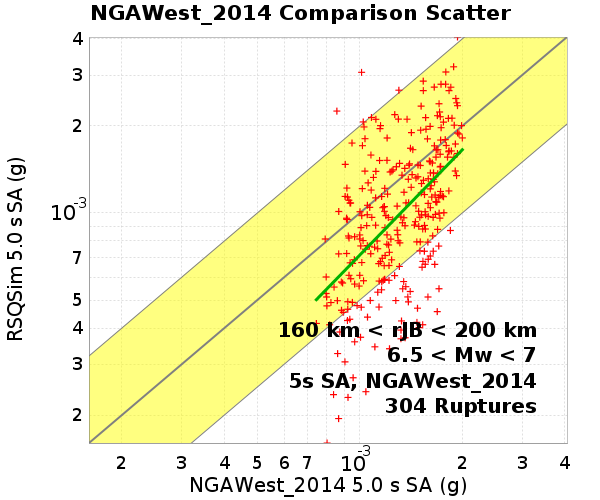 NGAWest_2014 Comparison Scatter
4
3
2
10-3
7
5
4
3
2
RSQSim 5.0 s SA (g)
160 km < rJB < 200 km
6.5 < Mw < 7
5s SA, NGAWest_2014
304 Ruptures
2 3 4 5 6 7 10-3 2 3 4
NGAWest_2014 5.0 s SA (g)